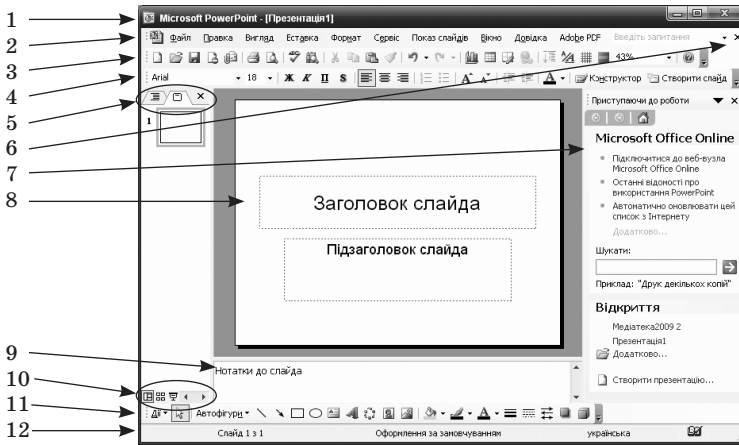 1
Microsoft PowerPoint - [Презентація1]
2
Файл Правка Вигляд Вставка Формат Сервіс Показ слайдів Вікно Довідка Adobe PDF Введіть запитання
3
43%
4
Arial 18 Ж К П S А Конструктор Створити слайд
5
6
7
8
9
10
11
12
1
Заголовок слайда
Підзаголовок слайда
Нотатки до слайда
Приступаючи до роботи
Microsoft Office Online
Підключитися до веб-вузла
Microsoft Office Online
Останні відомості про
використання PowerPoint
Автоматично оновлювати цей
список з Інтернету
Додатково...
Шукати:
Приклад: "Друк декількох копій"
Відкриття
Медіатека2009 2
Презентація1
Додатково...
Створити презентацію...
Дії Автофігури
Слайд 1 з 1 Оформлення за замовчуванням українська